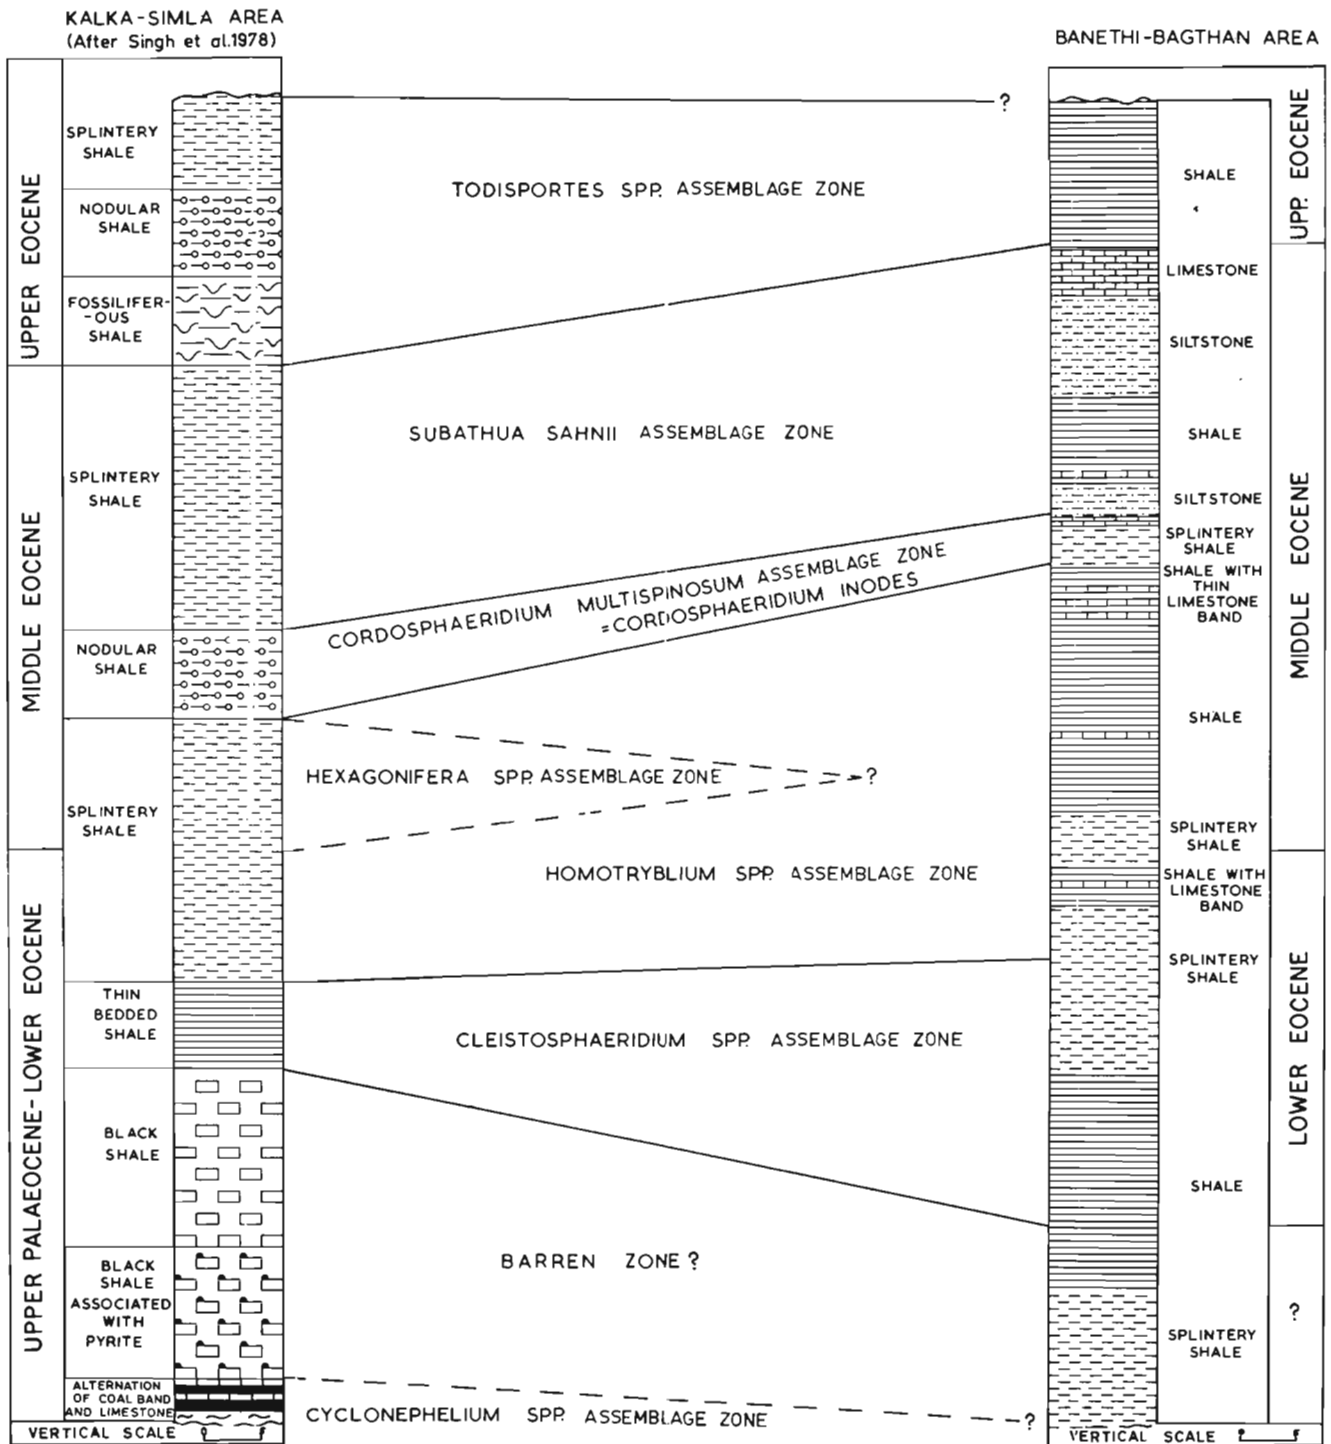 KALKA-SIMLA AREA
(After Singh et al.1978)
BANETHI-BAGTHAN AREA
UPPER EOCENE
MIDDLE EOCENE
UPPER PALAEOCENE-LOWER EOCENE
SPLINTERY
SHALE
NODULAR
SHALE
FOSSILIFER-
-OUS
SHALE
SPLINTERY
SHALE
NODULAR
SHALE
SPLINTERY
SHALE
THIN
BEDDED
SHALE
BLACK
SHALE
BLACK
SHALE
ASSOCIATED
WITH
PYRITE
ALTERNATION
OF COAL BAND
AND LIMESTONE
VERTICAL SCALE
?
TODISPORTES SPP. ASSEMBLAGE ZONE
SUBATHUA SAHNII ASSEMBLAGE ZONE
CORDOSPHAERIDIUM MULTISPINOSUM ASSEMBLAGE ZONE
=CORDOSPHAERIDIUM INODES
HEXAGONIFERA SPP. ASSEMBLAGE ZONE ?
HOMOTRYBLIUM SPP. ASSEMBLAGE ZONE
CLEISTOSPHAERIDIUM SPP. ASSEMBLAGE ZONE
BARREN ZONE ?
CYCLONEPHELIUM SPP. ASSEMBLAGE ZONE ?
SHALE
LIMESTONE
SILTSTONE
SHALE
SILTSTONE
SPLINTERY
SHALE
SHALE WITH
THIN
LIMESTONE
BAND
SHALE
SPLINTERY
SHALE
SHALE WITH
LIMESTONE
BAND
SPLINTERY
SHALE
SHALE
SPLINTERY
SHALE
VERTICAL SCALE
UPP. EOCENE
MIDDLE EOCENE
LOWER EOCENE
?